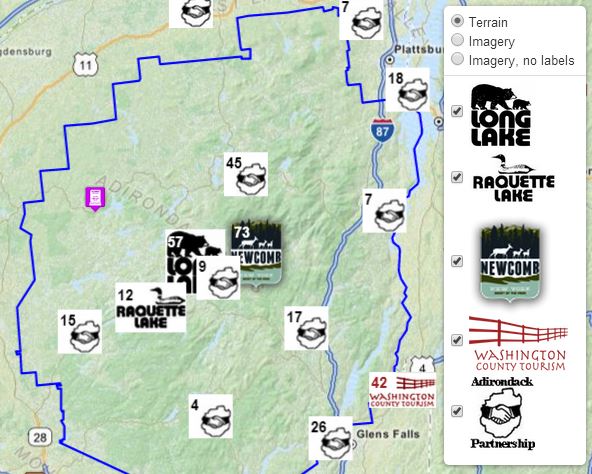 7
Terrain
Imagery
Imagery, no labels
gdensburg
11
Plattsbu
18
87
LONG
LAKE
45
RAQUETTE
LAKE
ADIRONDA
7
57
LO
73
NEWCOMB
9
12
RAQUETTE
LAKE
NEWCOMB
15
17
WASHINGTON
COUNTY TOURISM
4
42
WASHINGTON
COUNTY TOURISM
Adirondack
Partnership
4
26
28
Glens Falls